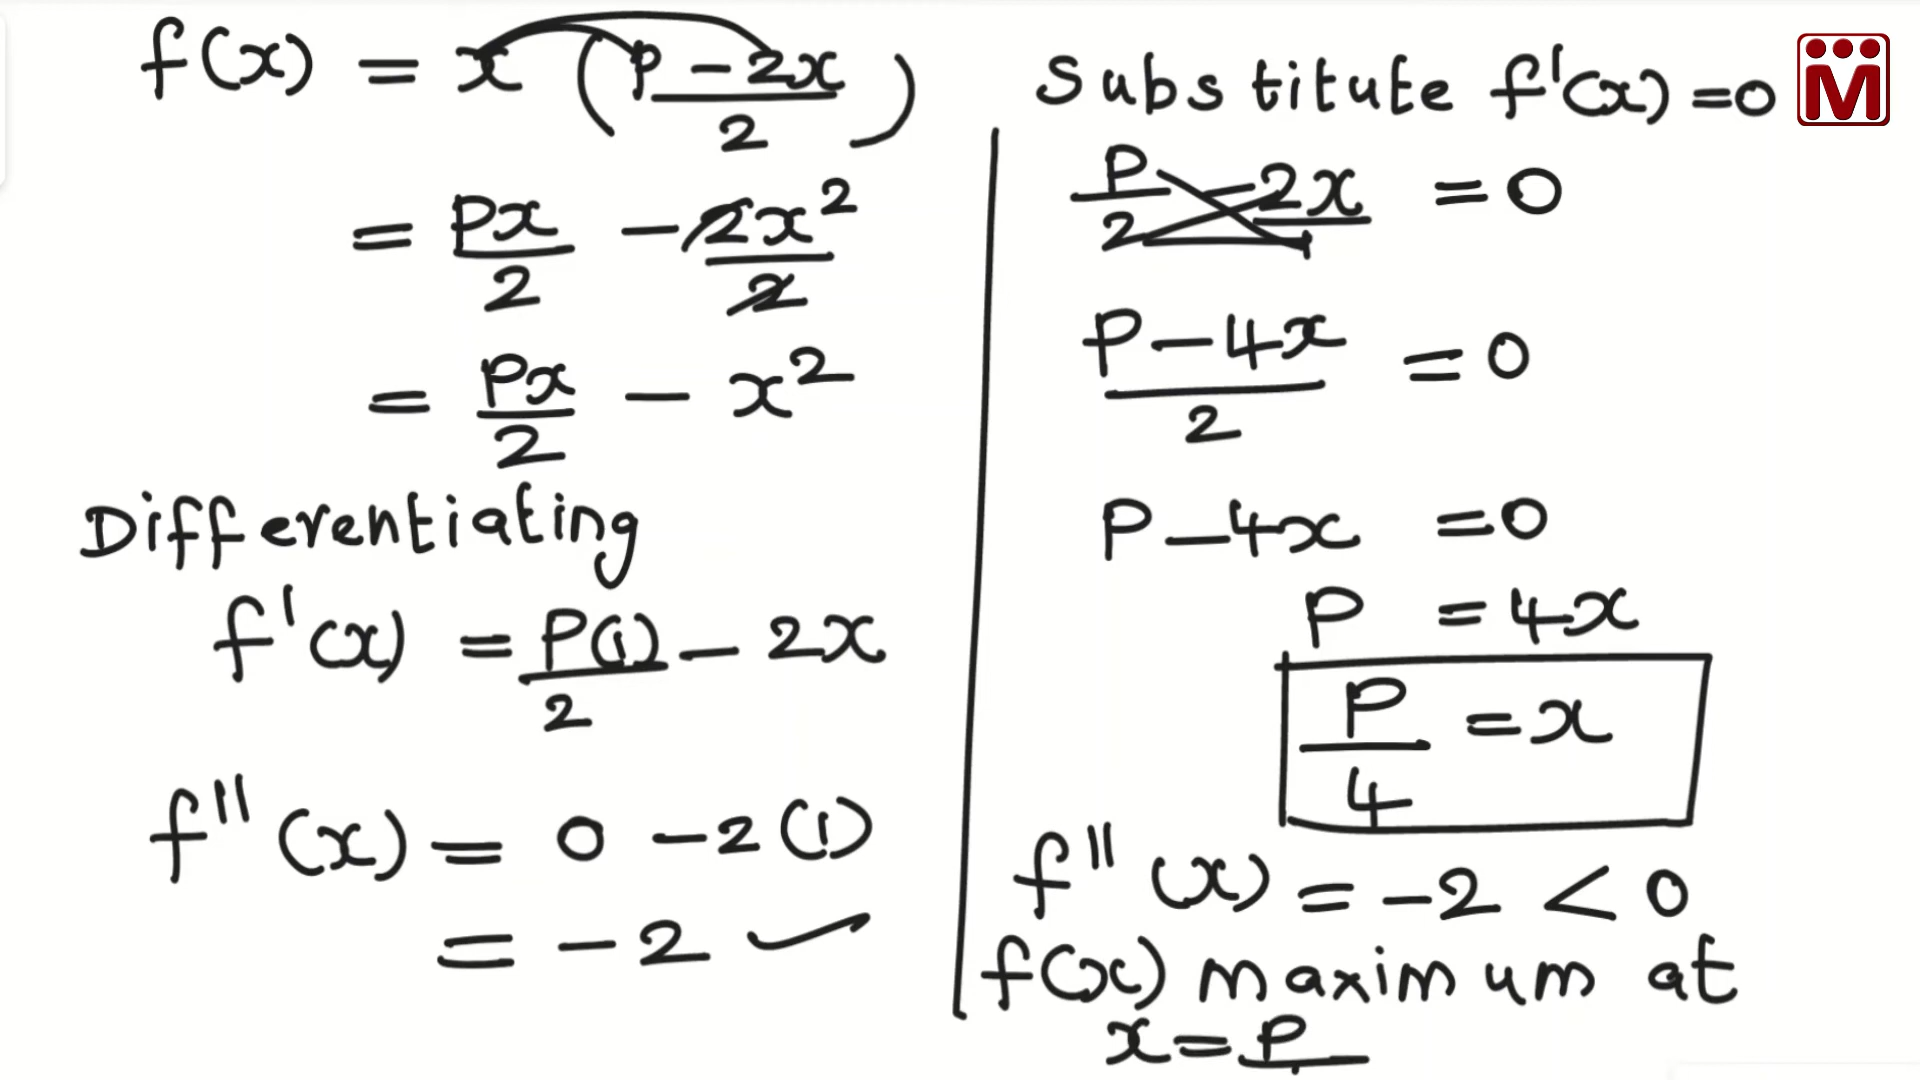 f(x) = x (P - 2x / 2)
= Px/2 - 2x²/2
= Px/2 - x²
Differentiating
f'(x) = P(1)/2 - 2x
f''(x) = 0 - 2(1)
= -2 ✓
Substitute f'(x) = 0
P/2 - 2x/1 = 0
P - 4x / 2 = 0
P - 4x = 0
P = 4x
P/4 = x
f''(x) = -2 < 0
f(x) maximum at
x = P
M